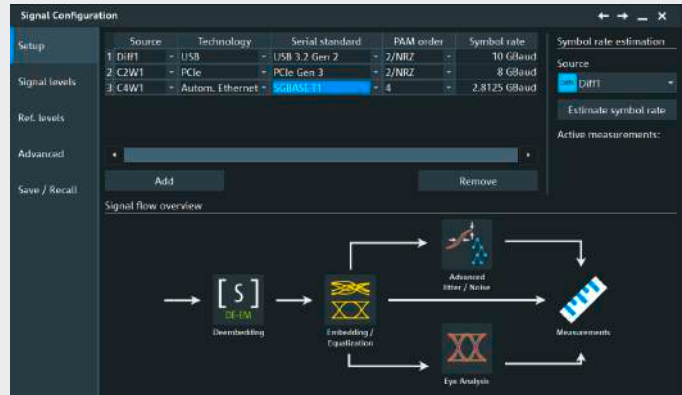 Signal Configuration
Setup
Signal levels
Ref. levels
Advanced
Save / Recall
Source Technology Serial standard PAM order Symbol rate
1 Diff1 USB USB 3.2 Gen 2 2/NRZ 10 GBaud
2 C2W1 PCIe PCIe Gen 3 2/NRZ 8 GBaud
3 C4W1 Autom. Ethernet 5GBASE T1 4 2.8125 GBaud
Add Remove
Symbol rate estimation
Source
Diff1 Diff1
Estimate symbol rate
Active measurements:
Signal flow overview
[ S ]
DE-EM
Deembedding
Embedding /
Equalization
Advanced
Jitter / Noise
Eye Analysis
Measurements